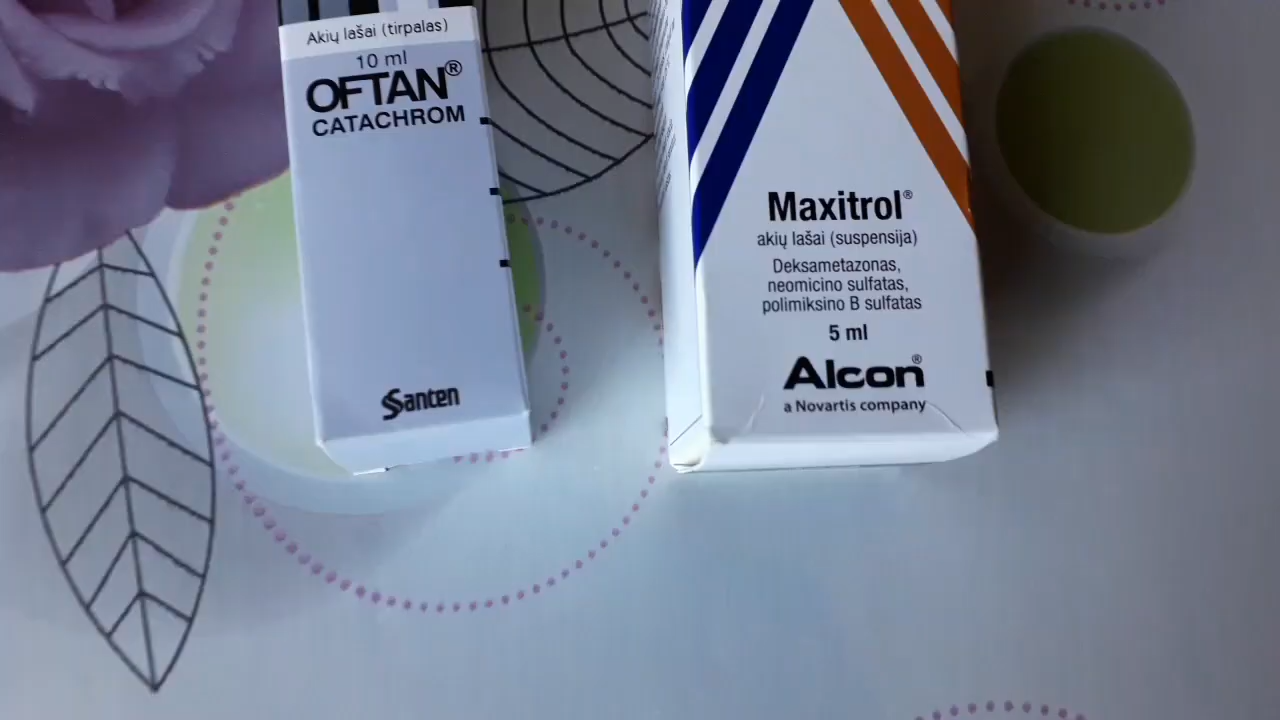 Akių lašai (tirpalas)
10 ml
OFTAN®
CATACHROM
Santen
Maxitrol®
akių lašai (suspensija)
Deksametazonas,
neomicino sulfatas,
polimiksino B sulfatas
5 ml
Alcon®
a Novartis company